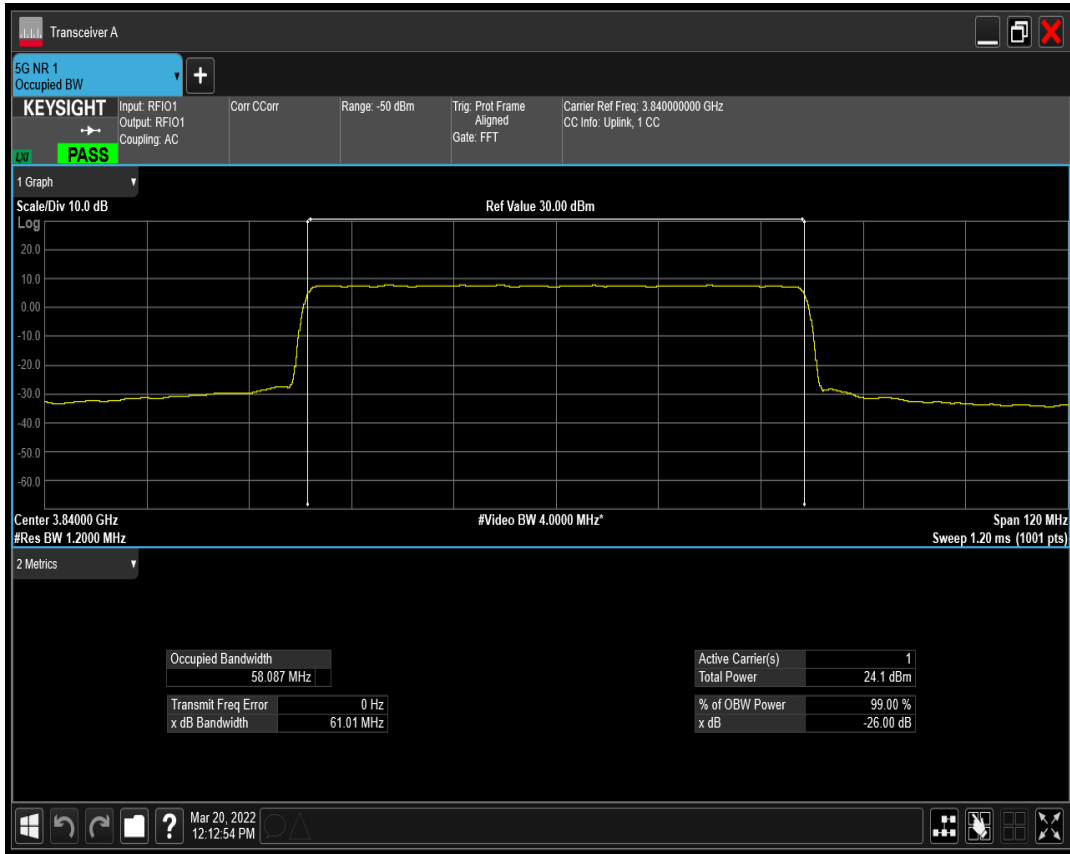 Transceiver A
5G NR 1
Occupied BW
+
KEYSIGHT
Input: RFIO1
Output: RFIO1
Coupling: AC
Corr CCorr
Range: -50 dBm
Trig: Prot Frame
Aligned
Gate: FFT
Carrier Ref Freq: 3.840000000 GHz
CC Info: Uplink, 1 CC
LXI
PASS
1 Graph
Scale/Div 10.0 dB
Ref Value 30.00 dBm
Log
20.0
10.0
0.00
-10.0
-20.0
-30.0
-40.0
-50.0
-60.0
Center 3.84000 GHz
#Video BW 4.0000 MHz*
Span 120 MHz
#Res BW 1.2000 MHz
Sweep 1.20 ms (1001 pts)
2 Metrics
Occupied Bandwidth
58.087 MHz
Transmit Freq Error 0 Hz
x dB Bandwidth 61.01 MHz
Active Carrier(s) 1
Total Power 24.1 dBm
% of OBW Power 99.00 %
x dB -26.00 dB
?
Mar 20, 2022
12:12:54 PM